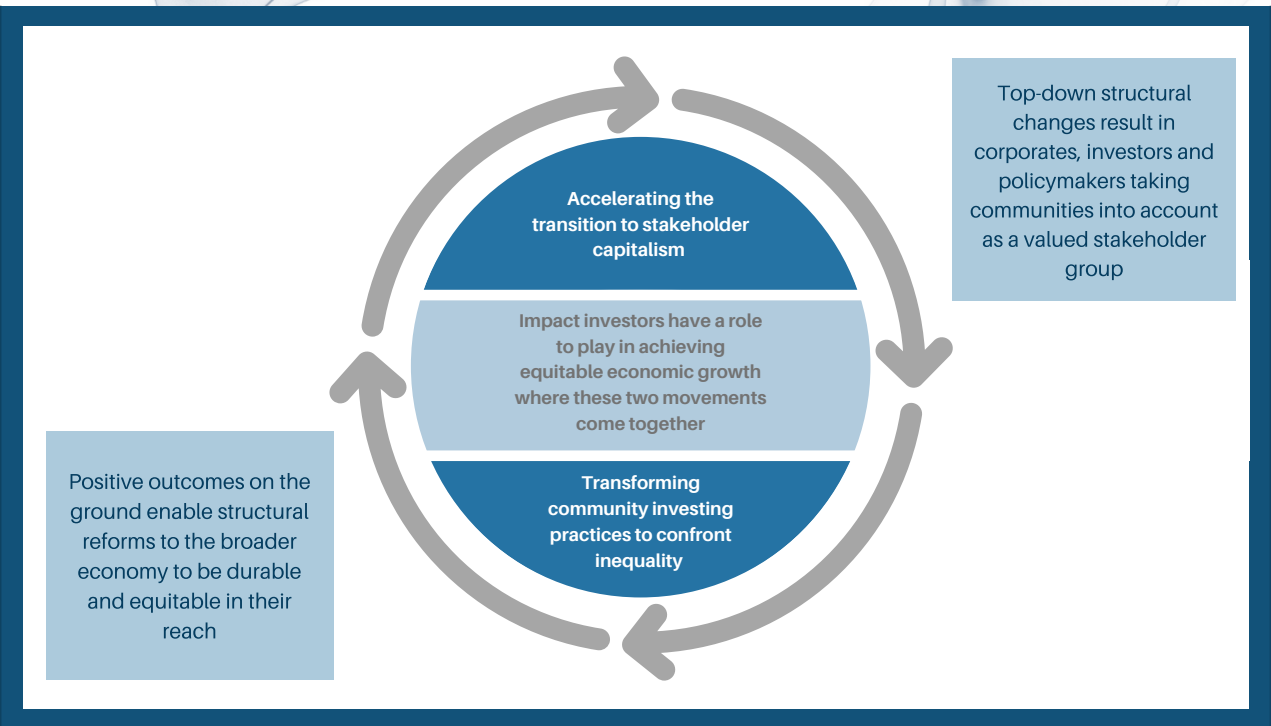 Top-down structural
changes result in
corporates, investors and
policymakers taking
communities into account
as a valued stakeholder
group
Accelerating the
transition to stakeholder
capitalism
Impact investors have a role
to play in achieving
equitable economic growth
where these two movements
come together
Transforming
community investing
practices to confront
inequality
Positive outcomes on the
ground enable structural
reforms to the broader
economy to be durable
and equitable in their
reach